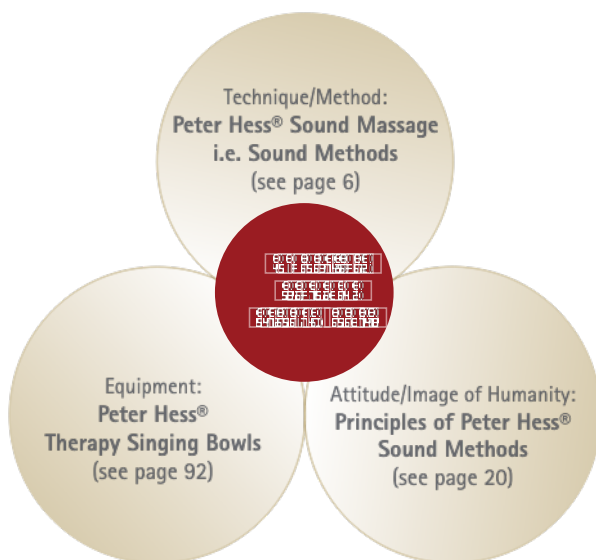 Technique/Method:
Peter Hess® Sound Massage
i.e. Sound Methods
(see page 6)
Equipment:
Peter Hess®
Therapy Singing Bowls
(see page 92)
Attitude/Image of Humanity:
Principles of Peter Hess®
Sound Methods
(see page 20)